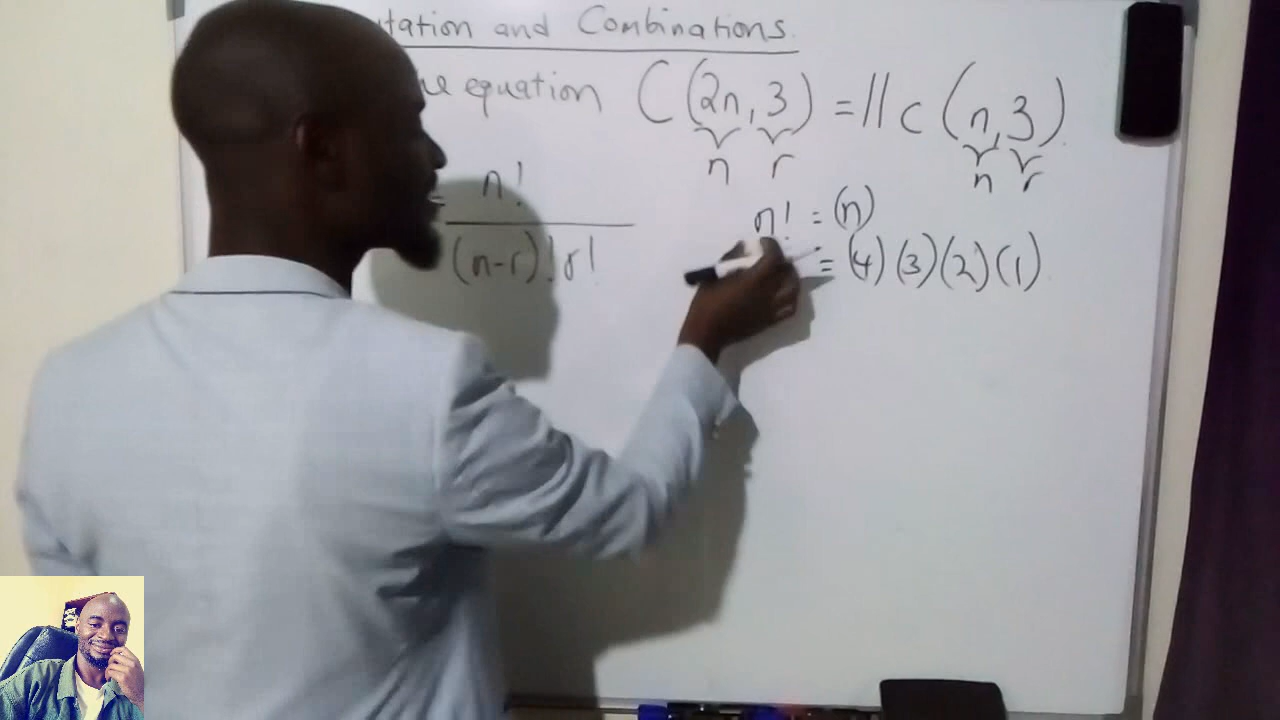 tation and Combinations.
equation C(2n,3) = 11 c (n,3).
n r n r
n!
(n-r)! r!
n! = (n)
= (4)(3)(2)(1)